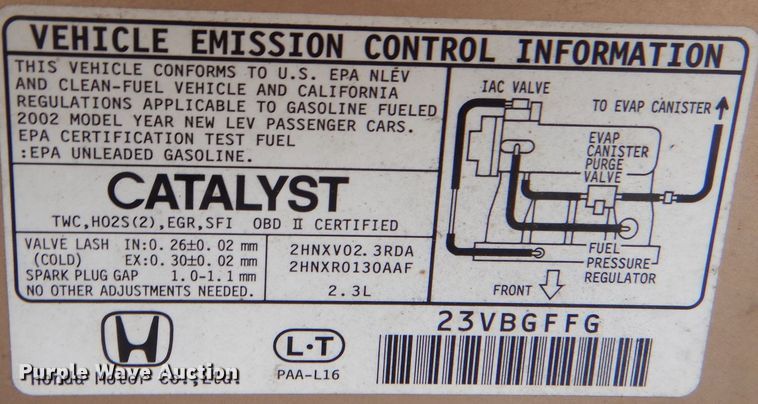 VEHICLE EMISSION CONTROL INFORMATION
THIS VEHICLE CONFORMS TO U.S. EPA NLEV
AND CLEAN-FUEL VEHICLE AND CALIFORNIA
REGULATIONS APPLICABLE TO GASOLINE FUELED
2002 MODEL YEAR NEW LEV PASSENGER CARS.
EPA CERTIFICATION TEST FUEL
:EPA UNLEADED GASOLINE.
CATALYST
TWC,HO2S(2),EGR,SFI OBD II CERTIFIED
VALVE LASH IN:0.26±0.02 mm
(COLD) EX:0.30±0.02 mm
SPARK PLUG GAP 1.0-1.1 mm
NO OTHER ADJUSTMENTS NEEDED.
2HNXV02.3RDA
2HNXR0130AAF
2.3L
IAC VALVE
TO EVAP CANISTER
EVAP
CANISTER
PURGE
VALVE
FUEL
PRESSURE
REGULATOR
FRONT
23VBGFFG
L·T
PAA-L16
Honda Motor Co.,Ltd.
Purple Wave Auction